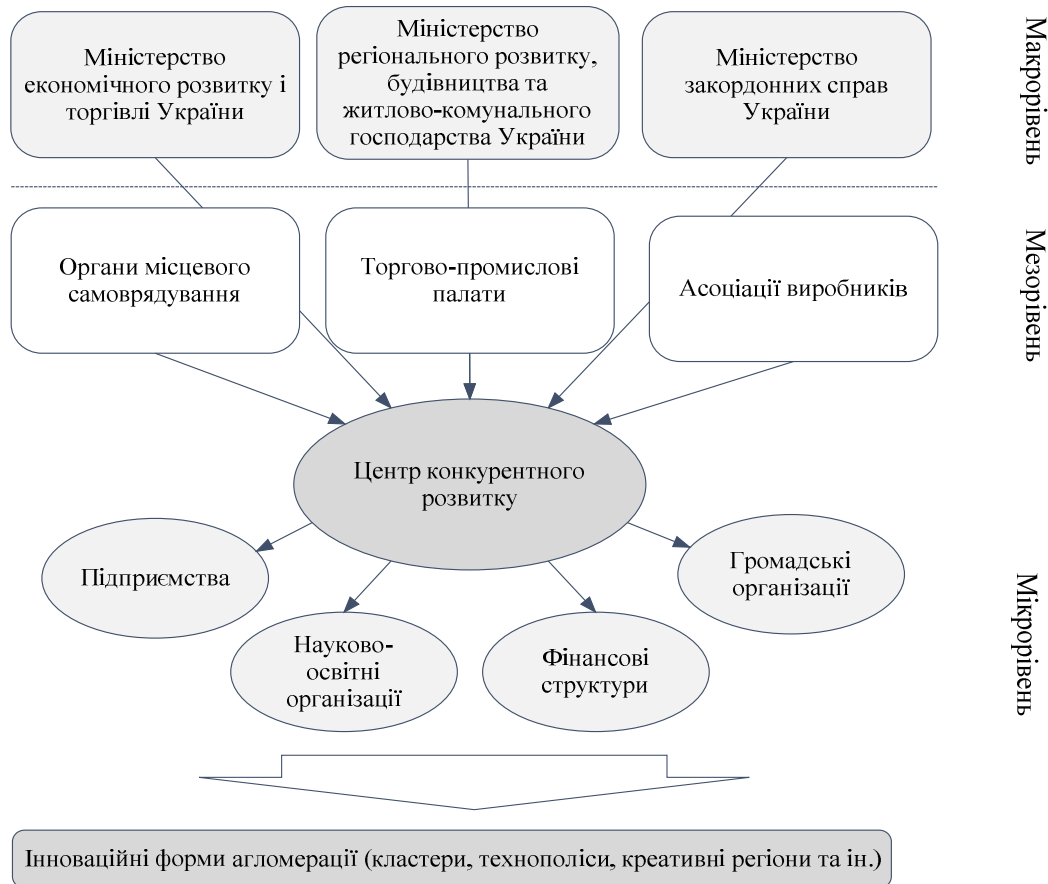 Міністерство
економічного розвитку і
торгівлі України
Міністерство
регіонального розвитку,
будівництва та
житлово-комунального
господарства України
Міністерство
закордонних справ
України
Макрорівень
Органи місцевого
самоврядування
Торгово-промислові
палати
Асоціації виробників
Мезорівень
Центр конкурентного
розвитку
Підприємства
Громадські
організації
Науково-
освітні
організації
Фінансові
структури
Мікрорівень
Інноваційні форми агломерації (кластери, технополіси, креативні регіони та ін.)